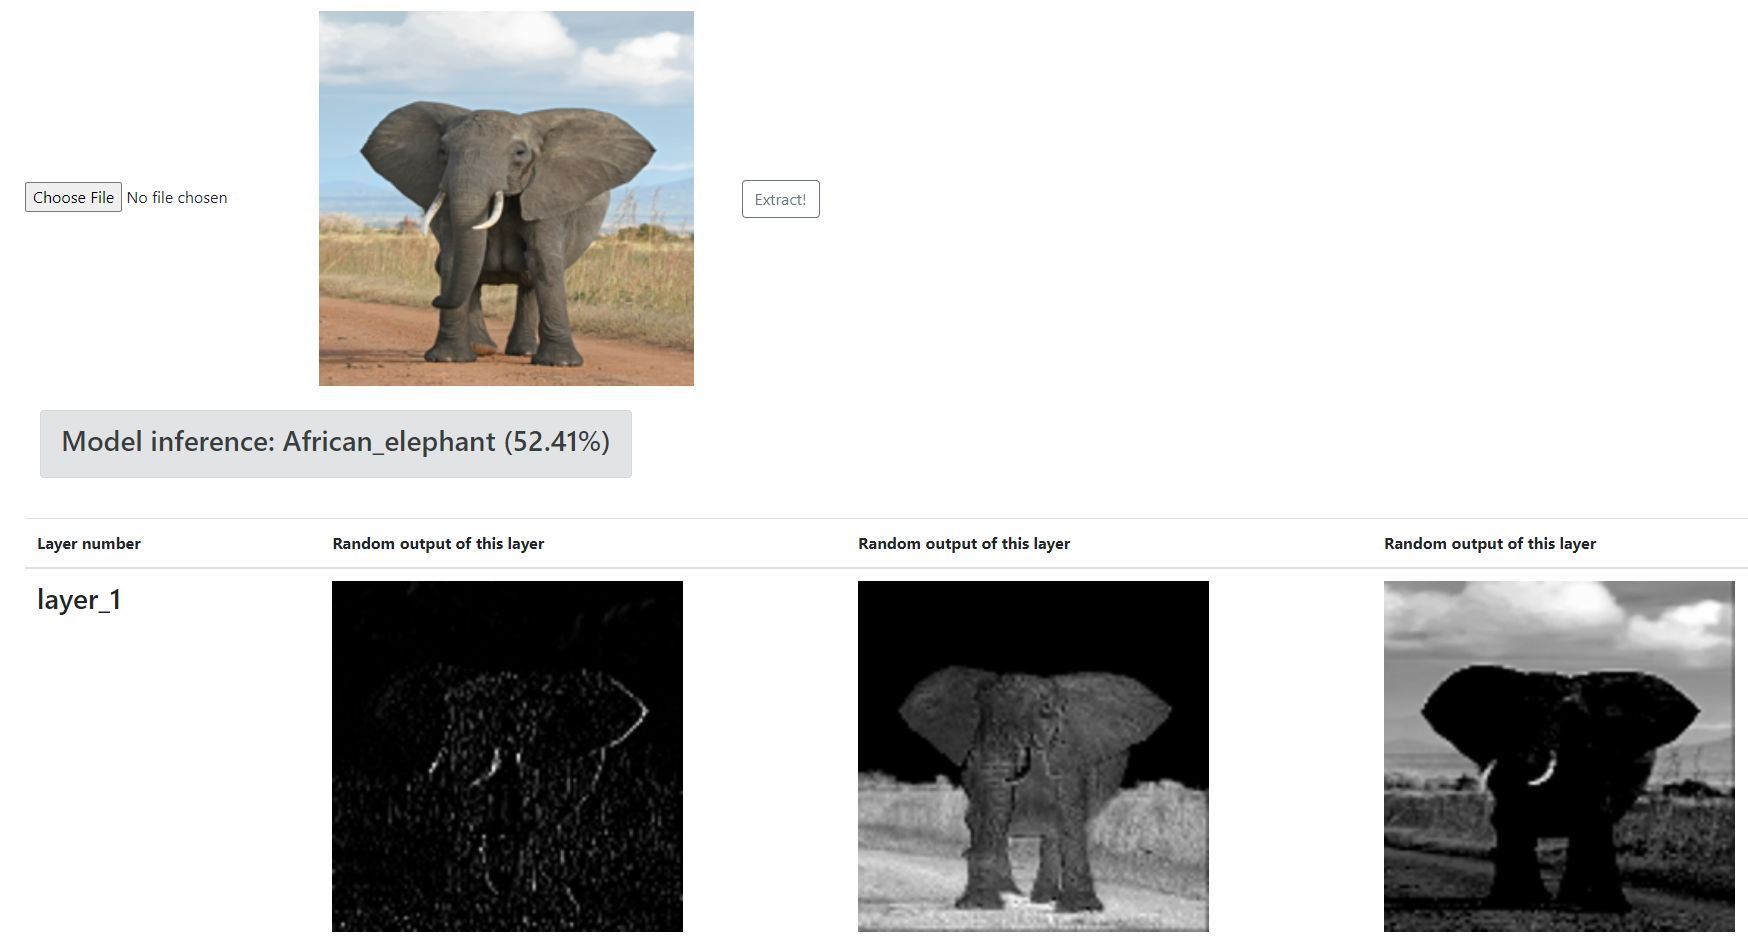 Choose File No file chosen
Extract!
Model inference: African_elephant (52.41%)
Layer number Random output of this layer Random output of this layer Random output of this layer
layer_1